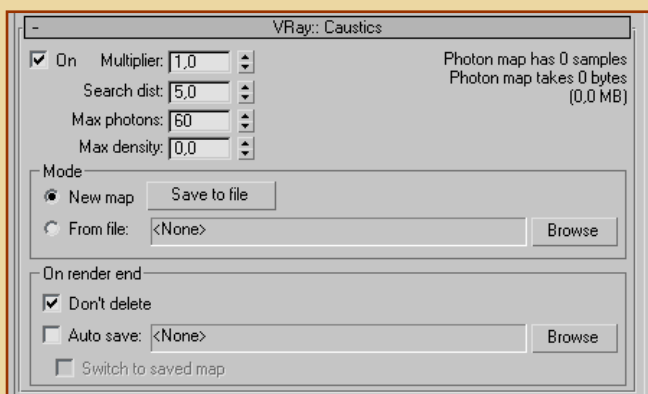 - VRay:: Caustics
On Multiplier: 1,0
Photon map has 0 samples
Search dist: 5,0
Photon map takes 0 bytes
(0,0 MB)
Max photons: 60
Max density: 0,0
Mode
New map Save to file
From file: <None> Browse
On render end
Don't delete
Auto save: <None> Browse
Switch to saved map